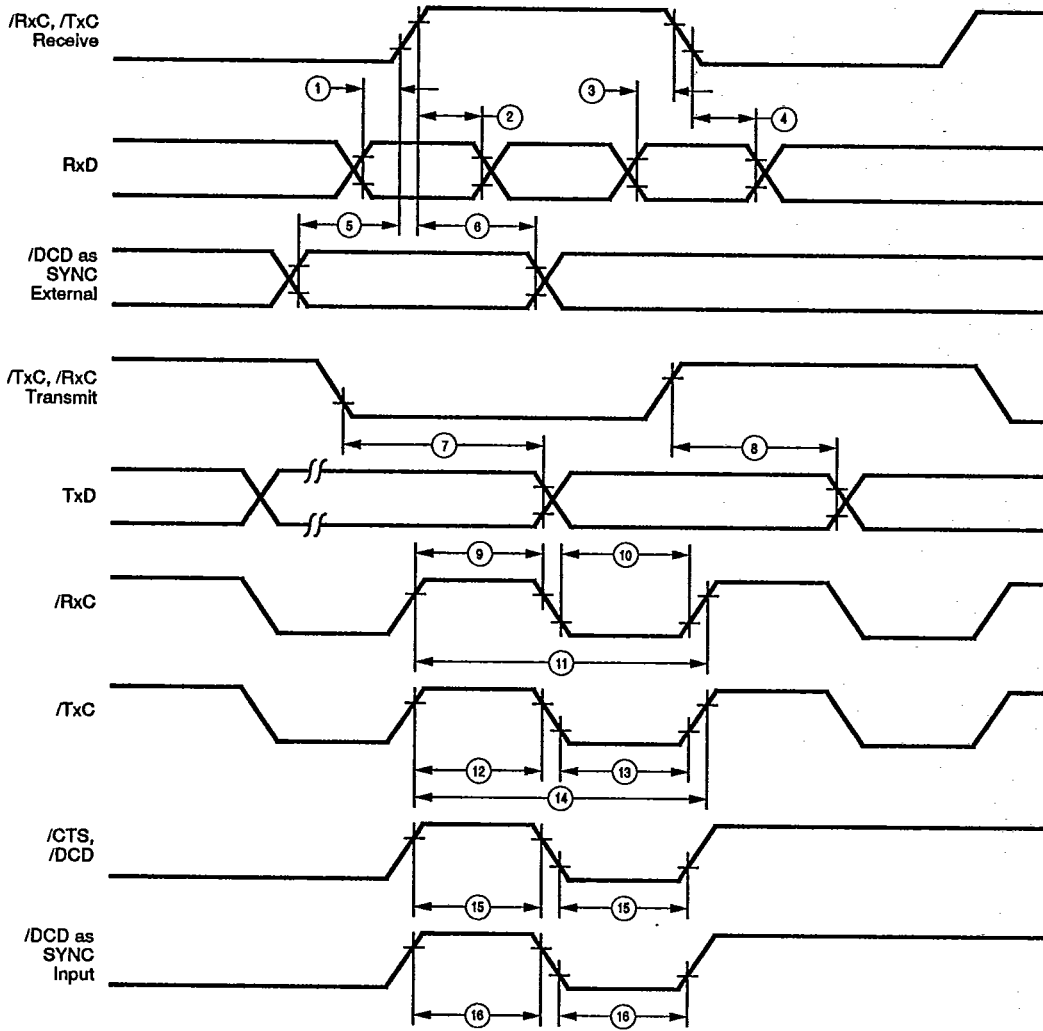 /RxC, /TxC
Receive
1
2
3
4
RxD
5
6
/DCD as
SYNC
External
/TxC, /RxC
Transmit
7
8
TxD
9
10
/RxC
11
/TxC
12
13
14
/CTS,
/DCD
15
15
/DCD as
SYNC
Input
16
16